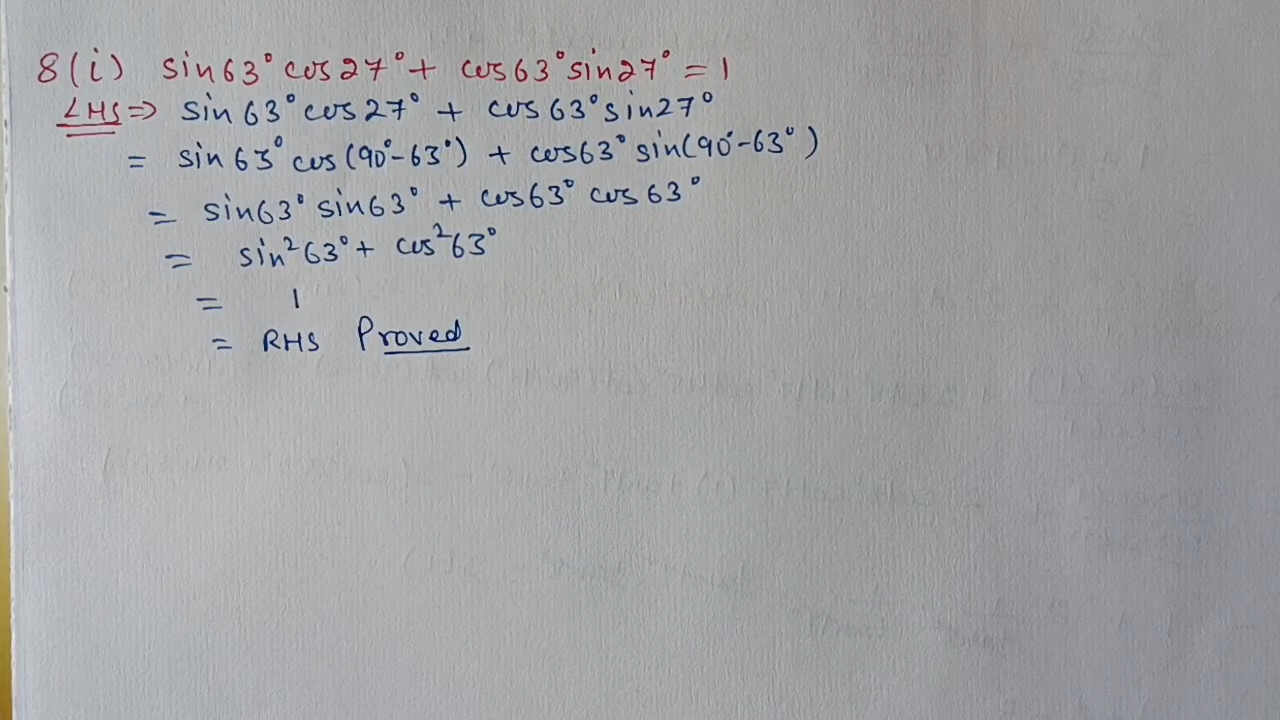 8(i) sin63°cos27°+ cos63°sin27° = 1
LHS⇒ sin63°cos27° + cos63°sin27°
= sin63°cos(90°-63°) + cos63° sin(90°-63°)
= sin63° sin63° + cos63° cos63°
= sin²63°+ cos²63°
= 1
= RHS Proved